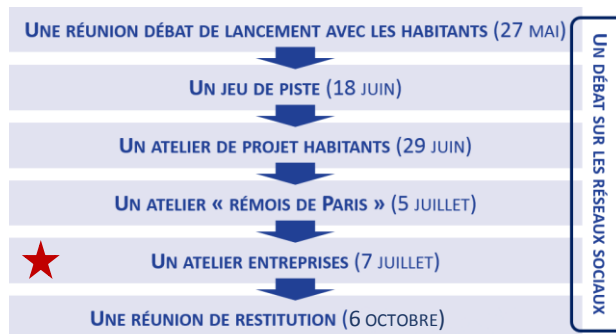 UNE RÉUNION DÉBAT DE LANCEMENT AVEC LES HABITANTS (27 MAI)
UN JEU DE PISTE (18 JUIN)
UN ATELIER DE PROJET HABITANTS (29 JUIN)
UN ATELIER « RÉMOIS DE PARIS » (5 JUILLET)
UN ATELIER ENTREPRISES (7 JUILLET)
UNE RÉUNION DE RESTITUTION (6 OCTOBRE)
UN DÉBAT SUR LES RÉSEAUX SOCIAUX